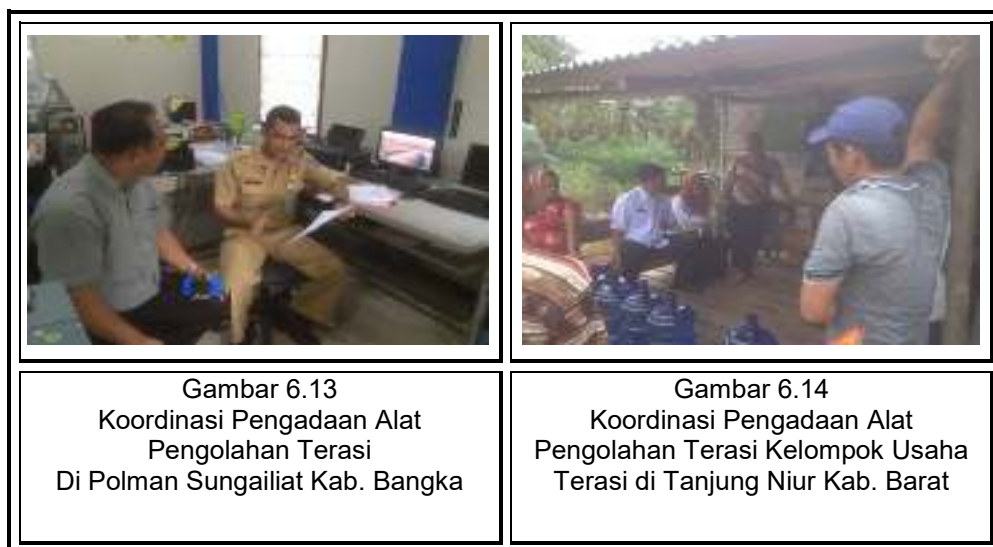 Gambar 6.13
Koordinasi Pengadaan Alat
Pengolahan Terasi
Di Polman Sungailiat Kab. Bangka
Gambar 6.14
Koordinasi Pengadaan Alat
Pengolahan Terasi Kelompok Usaha
Terasi di Tanjung Niur Kab. Barat